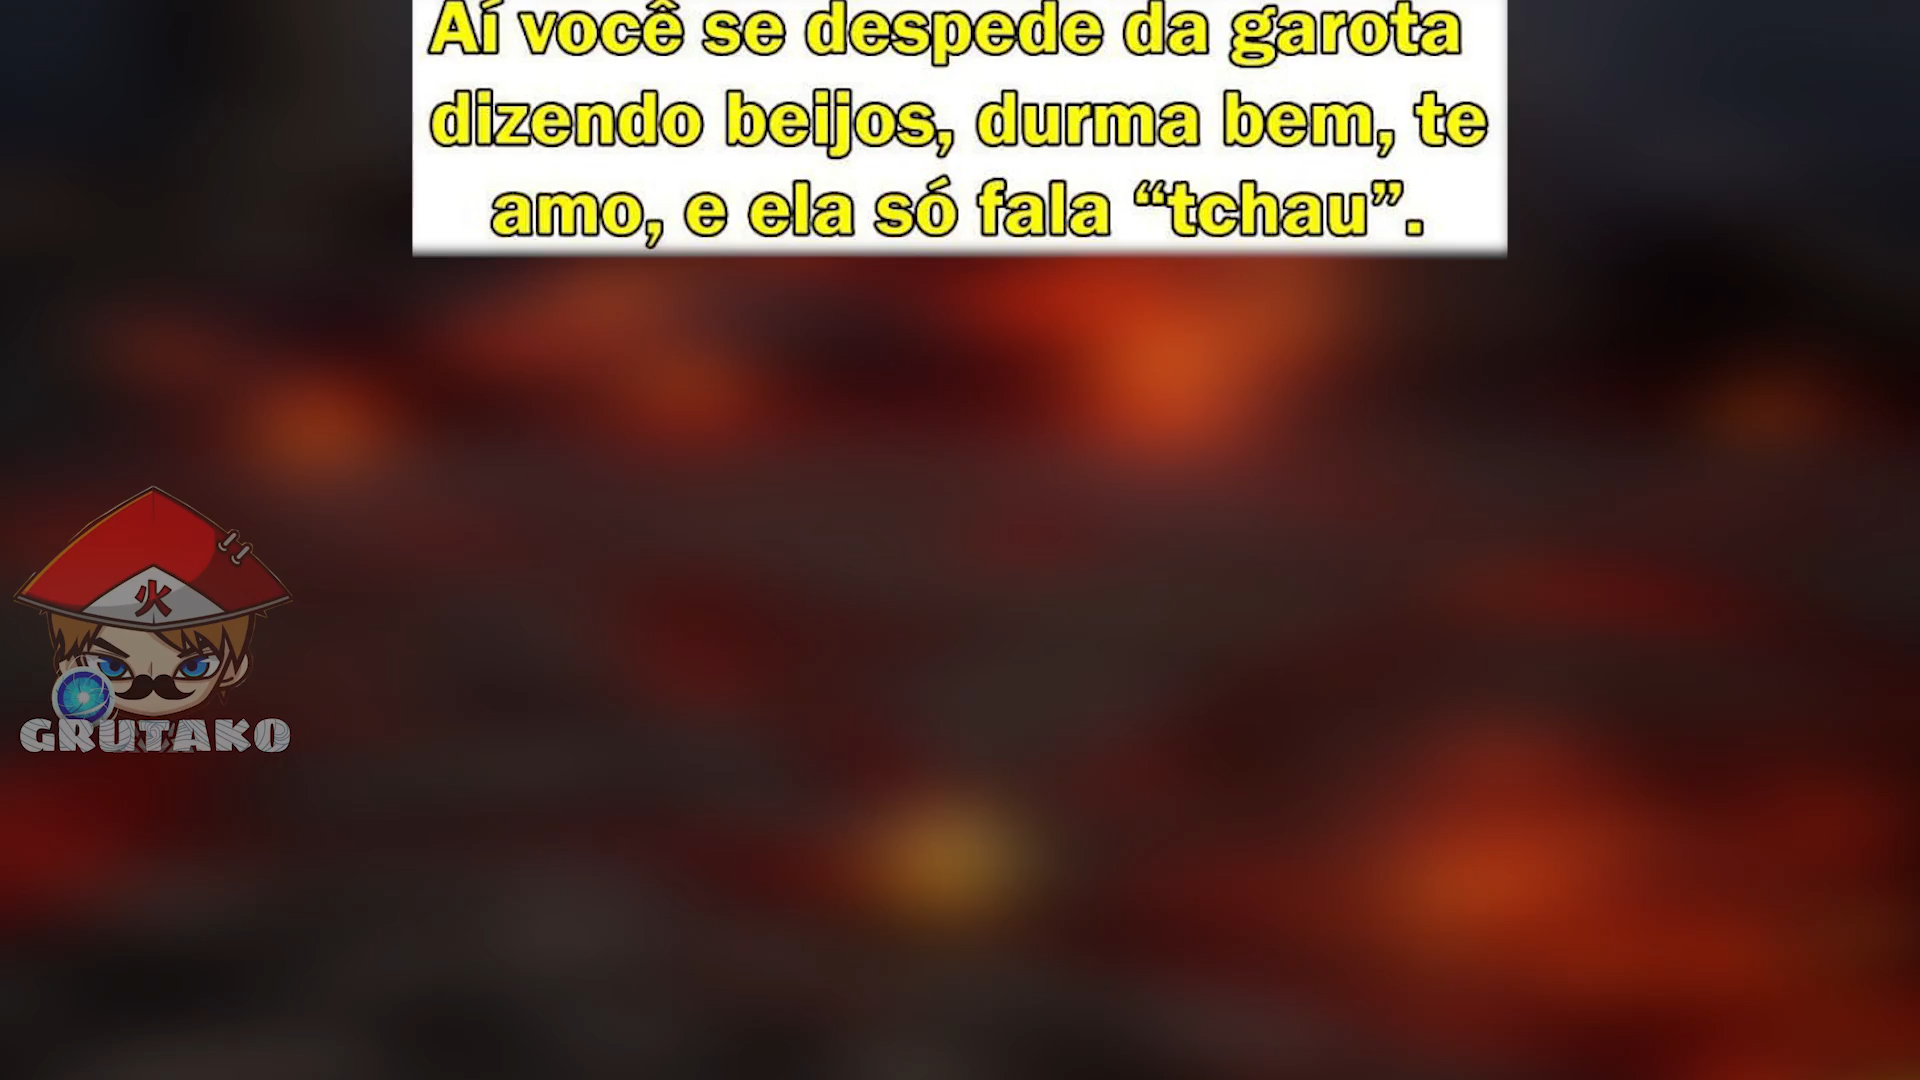 Aí você se despede da garota
dizendo beijos, durma bem, te
amo, e ela só fala “tchau”.
火
GRUTAKO